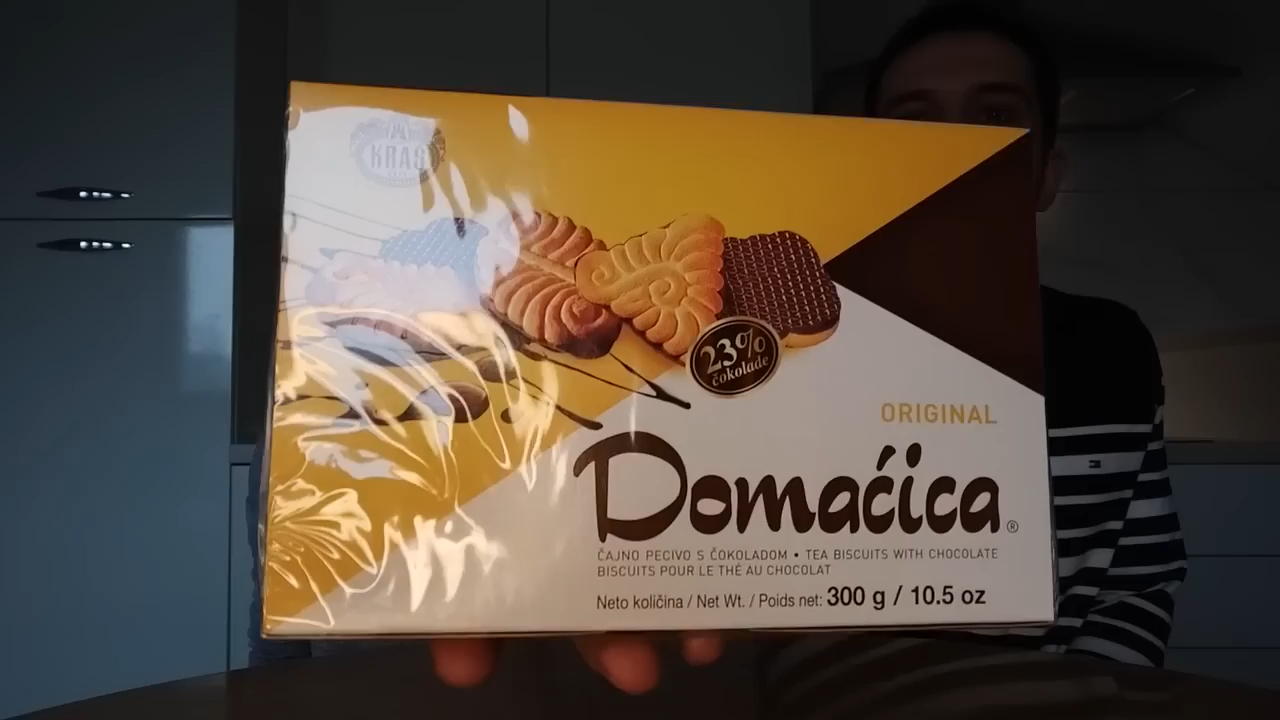 KRAŠ
23%
čokolade
ORIGINAL
Domaćica®
ČAJNO PECIVO S ČOKOLADOM • TEA BISCUITS WITH CHOCOLATE
BISCUITS POUR LE THÉ AU CHOCOLAT
Neto količina / Net Wt. / Poids net: 300 g / 10.5 oz